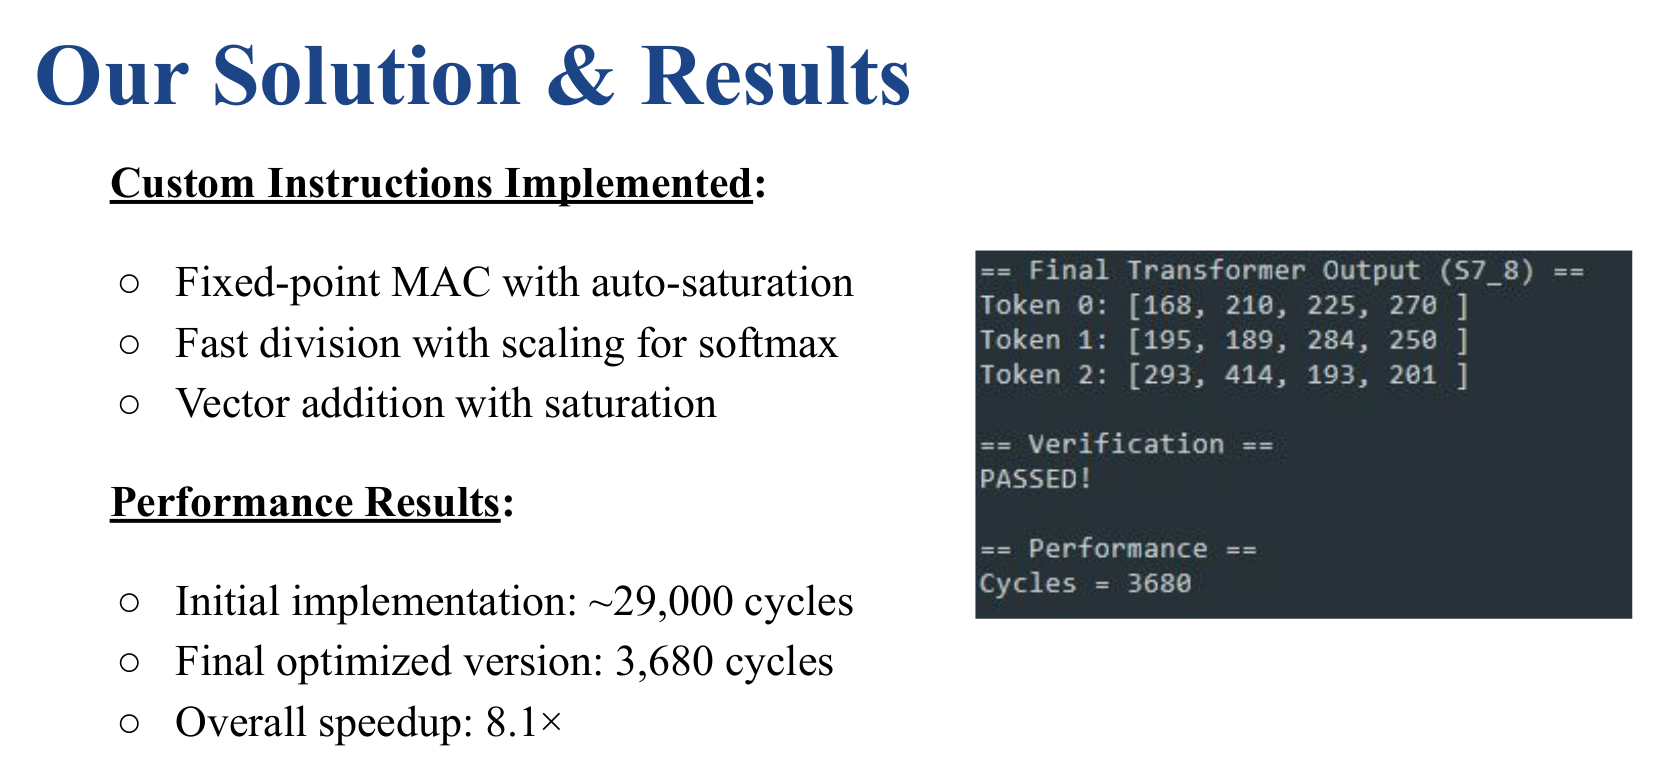 Our Solution & Results
Custom Instructions Implemented:
○ Fixed-point MAC with auto-saturation
○ Fast division with scaling for softmax
○ Vector addition with saturation
Performance Results:
○ Initial implementation: ~29,000 cycles
○ Final optimized version: 3,680 cycles
○ Overall speedup: 8.1×
== Final Transformer Output (S7_8) ==
Token 0: [168, 210, 225, 270 ]
Token 1: [195, 189, 284, 250 ]
Token 2: [293, 414, 193, 201 ]
== Verification ==
PASSED!
== Performance ==
Cycles = 3680